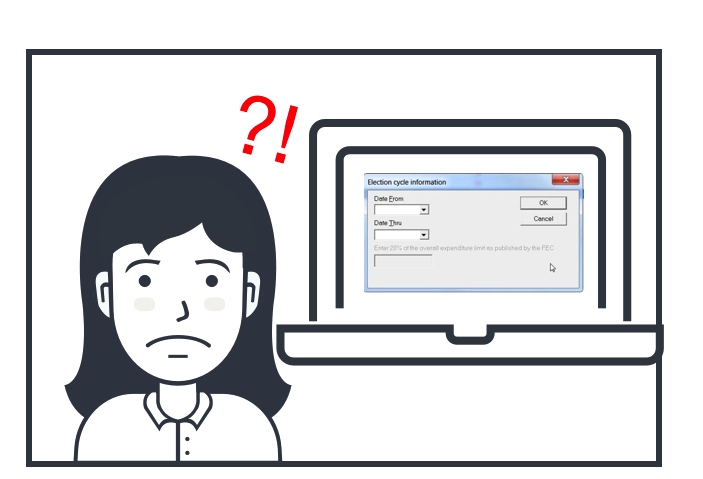 ?!
Election cycle information
Date From
OK
Date Thru
Cancel
Enter 20% of the overall expenditure limit as published by the FEC